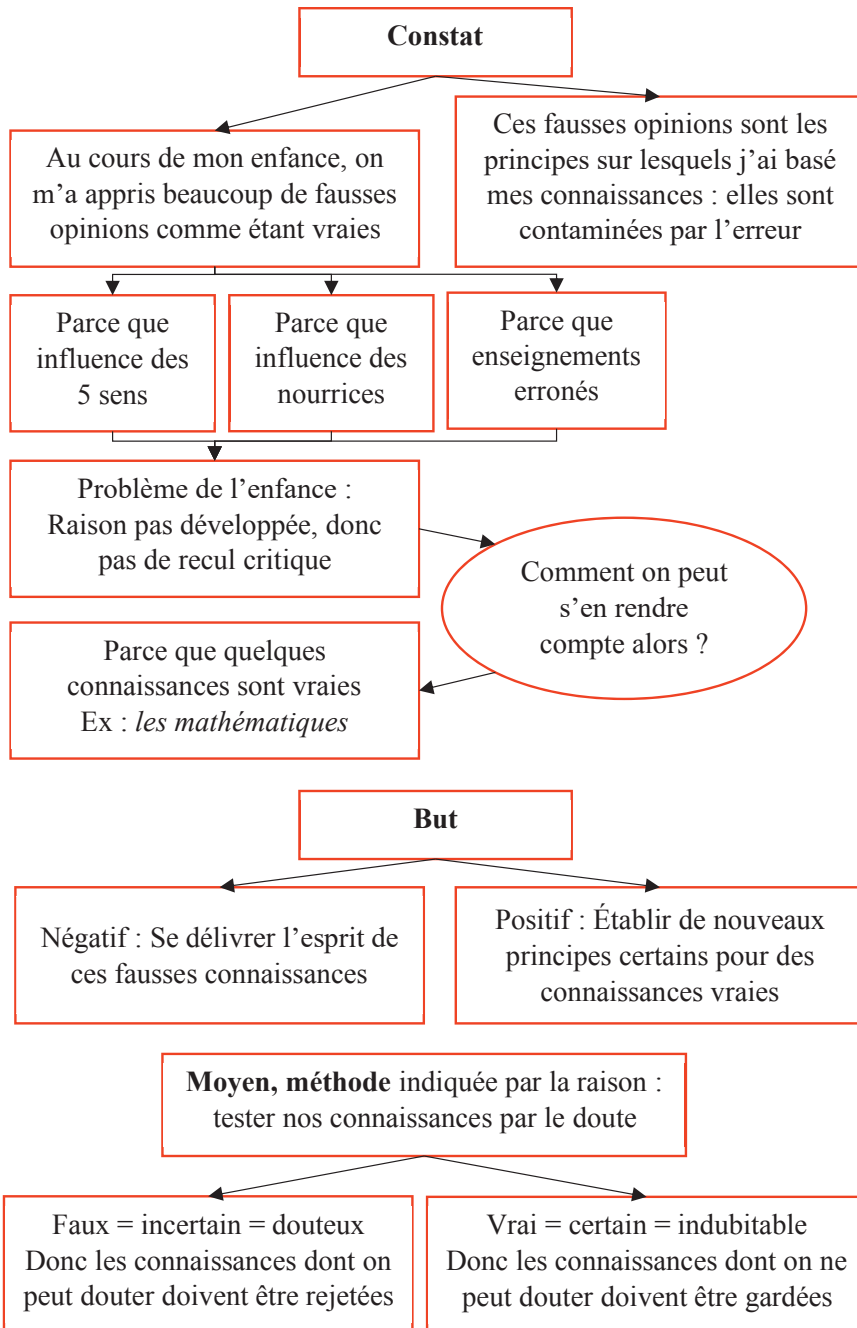 Constat
Au cours de mon enfance, on
m’a appris beaucoup de fausses
opinions comme étant vraies
Ces fausses opinions sont les
principes sur lesquels j’ai basé
mes connaissances : elles sont
contaminées par l’erreur
Parce que
influence des
5 sens
Parce que
influence des
nourrices
Parce que
enseignements
erronés
Problème de l’enfance :
Raison pas développée, donc
pas de recul critique
Comment on peut
s’en rendre
compte alors ?
Parce que quelques
connaissances sont vraies
Ex : les mathématiques
But
Négatif : Se délivrer l’esprit de
ces fausses connaissances
Positif : Établir de nouveaux
principes certains pour des
connaissances vraies
Moyen, méthode indiquée par la raison :
tester nos connaissances par le doute
Faux = incertain = douteux
Donc les connaissances dont on
peut douter doivent être rejetées
Vrai = certain = indubitable
Donc les connaissances dont on ne
peut douter doivent être gardées